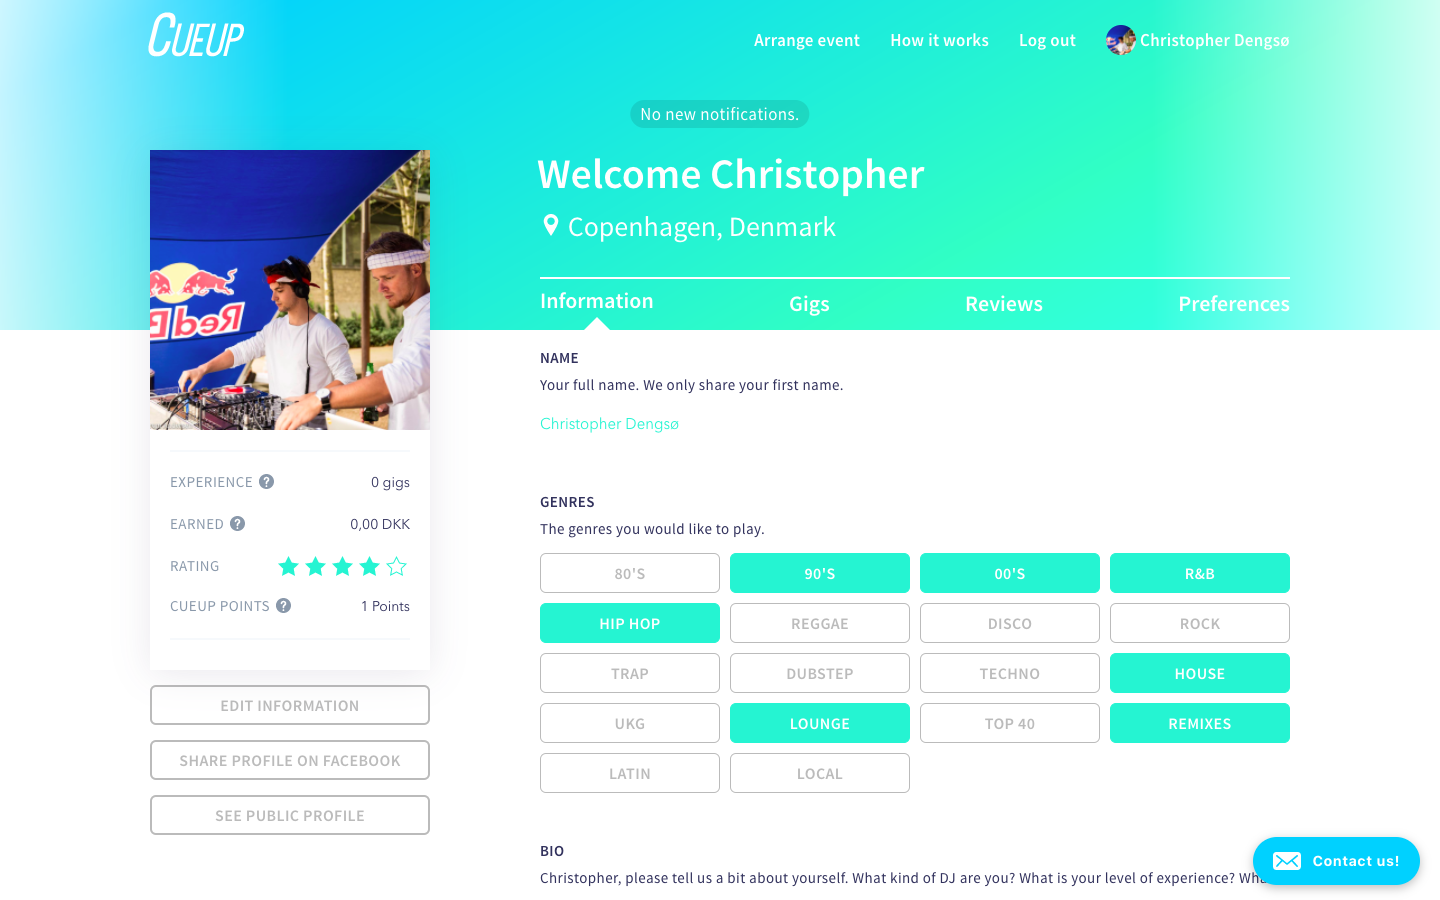 CUEUP
Arrange event
How it works
Log out
Christopher Dengsø
No new notifications.
Welcome Christopher
Copenhagen, Denmark
Information
Gigs
Reviews
Preferences
EXPERIENCE ?
0 gigs
EARNED ?
0,00 DKK
RATING
CUEUP POINTS ?
1 Points
EDIT INFORMATION
SHARE PROFILE ON FACEBOOK
SEE PUBLIC PROFILE
NAME
Your full name. We only share your first name.
Christopher Dengsø
GENRES
The genres you would like to play.
80'S
90'S
00'S
R&B
HIP HOP
REGGAE
DISCO
ROCK
TRAP
DUBSTEP
TECHNO
HOUSE
UKG
LOUNGE
TOP 40
REMIXES
LATIN
LOCAL
BIO
Christopher, please tell us a bit about yourself. What kind of DJ are you? What is your level of experience?
Contact us!